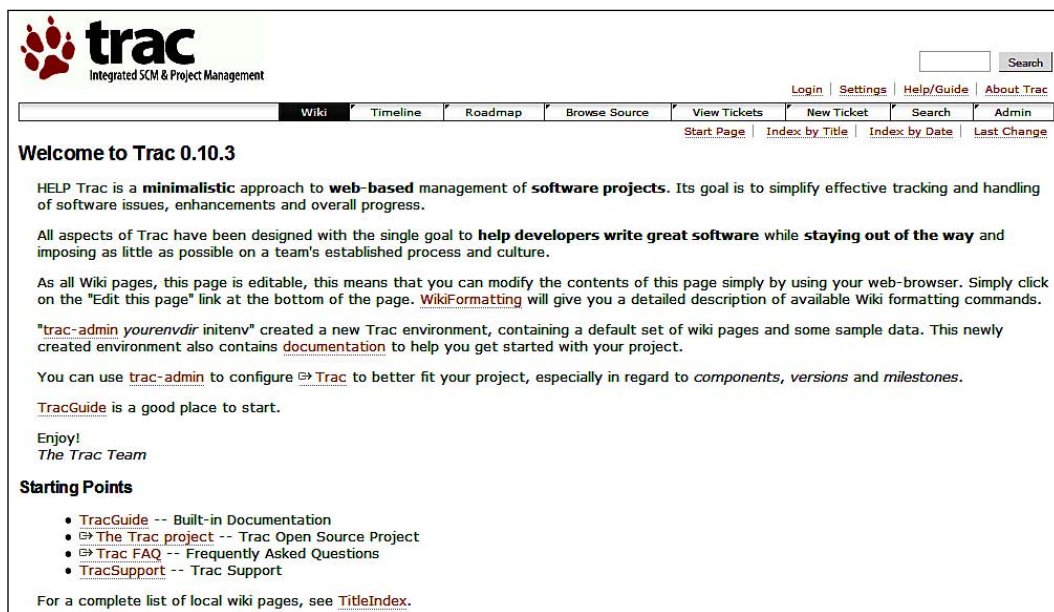 trac
Integrated SCM & Project Management
Search
Login Settings Help/Guide About Trac
Wiki Timeline Roadmap Browse Source View Tickets New Ticket Search Admin
Start Page Index by Title Index by Date Last Change
Welcome to Trac 0.10.3
HELP Trac is a minimalistic approach to web-based management of software projects. Its goal is to simplify effective tracking and handling
of software issues, enhancements and overall progress.
All aspects of Trac have been designed with the single goal to help developers write great software while staying out of the way and
imposing as little as possible on a team's established process and culture.
As all Wiki pages, this page is editable, this means that you can modify the contents of this page simply by using your web-browser. Simply click
on the "Edit this page" link at the bottom of the page. WikiFormatting will give you a detailed description of available Wiki formatting commands.
"trac-admin yourenvdir initenv" created a new Trac environment, containing a default set of wiki pages and some sample data. This newly
created environment also contains documentation to help you get started with your project.
You can use trac-admin to configure Trac to better fit your project, especially in regard to components, versions and milestones.
TracGuide is a good place to start.
Enjoy!
The Trac Team
Starting Points
• TracGuide -- Built-in Documentation
• The Trac project -- Trac Open Source Project
• Trac FAQ -- Frequently Asked Questions
• TracSupport -- Trac Support
For a complete list of local wiki pages, see TitleIndex.